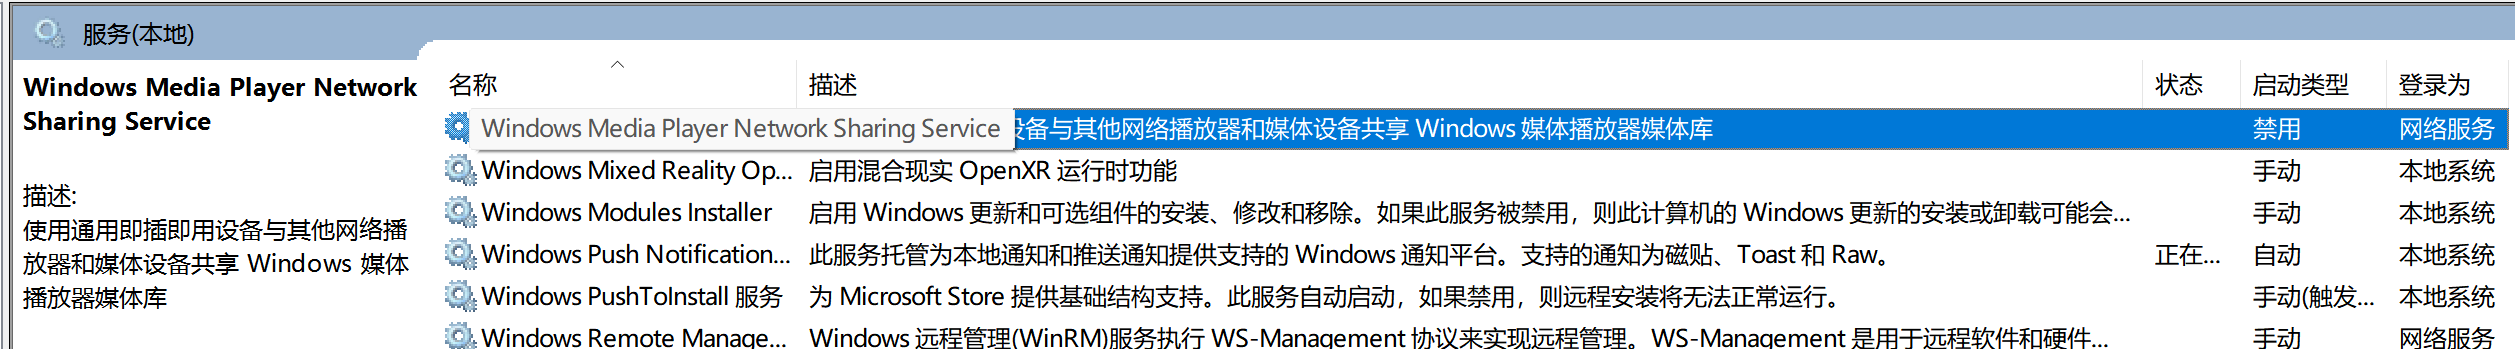 服务(本地)
Windows Media Player Network
Sharing Service
描述:
使用通用即插即用设备与其他网络播
放器和媒体设备共享 Windows 媒体
播放器媒体库
名称 描述 状态 启动类型 登录为
Windows Media Player Network Sharing Service 设备与其他网络播放器和媒体设备共享 Windows 媒体播放器媒体库 禁用 网络服务
Windows Mixed Reality Op... 启用混合现实 OpenXR 运行时功能 手动 本地系统
Windows Modules Installer 启用 Windows 更新和可选组件的安装、修改和移除。如果此服务被禁用，则此计算机的 Windows 更新的安装或卸载可能会... 手动 本地系统
Windows Push Notification... 此服务托管为本地通知和推送通知提供支持的 Windows 通知平台。支持的通知为磁贴、Toast 和 Raw。 正在... 自动 本地系统
Windows PushToInstall 服务 为 Microsoft Store 提供基础结构支持。此服务自动启动，如果禁用，则远程安装将无法正常运行。 手动(触发... 本地系统
Windows Remote Manage... Windows 远程管理(WinRM)服务执行 WS-Management 协议来实现远程管理。WS-Management 是用于远程软件和硬件... 手动 网络服务